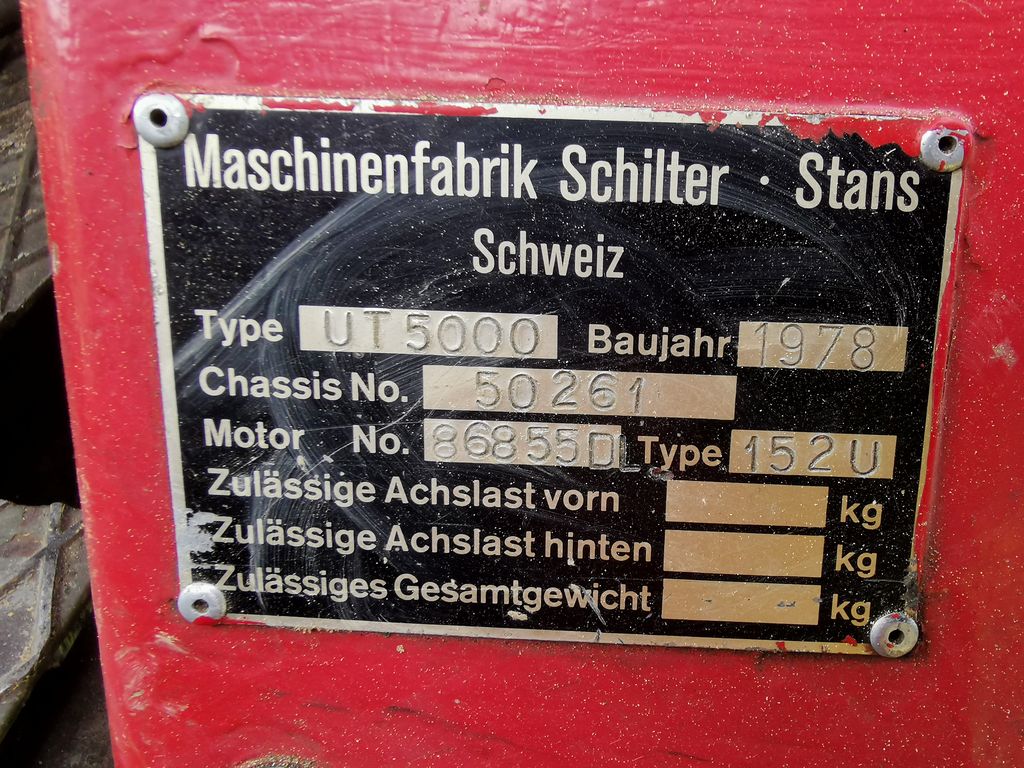 Maschinenfabrik Schilter · Stans
Schweiz
Type UT5000 Baujahr 1978
Chassis No. 50261
Motor No. 86855DL Type 152U
Zulässige Achslast vorn kg
Zulässige Achslast hinten kg
Zulässiges Gesamtgewicht kg